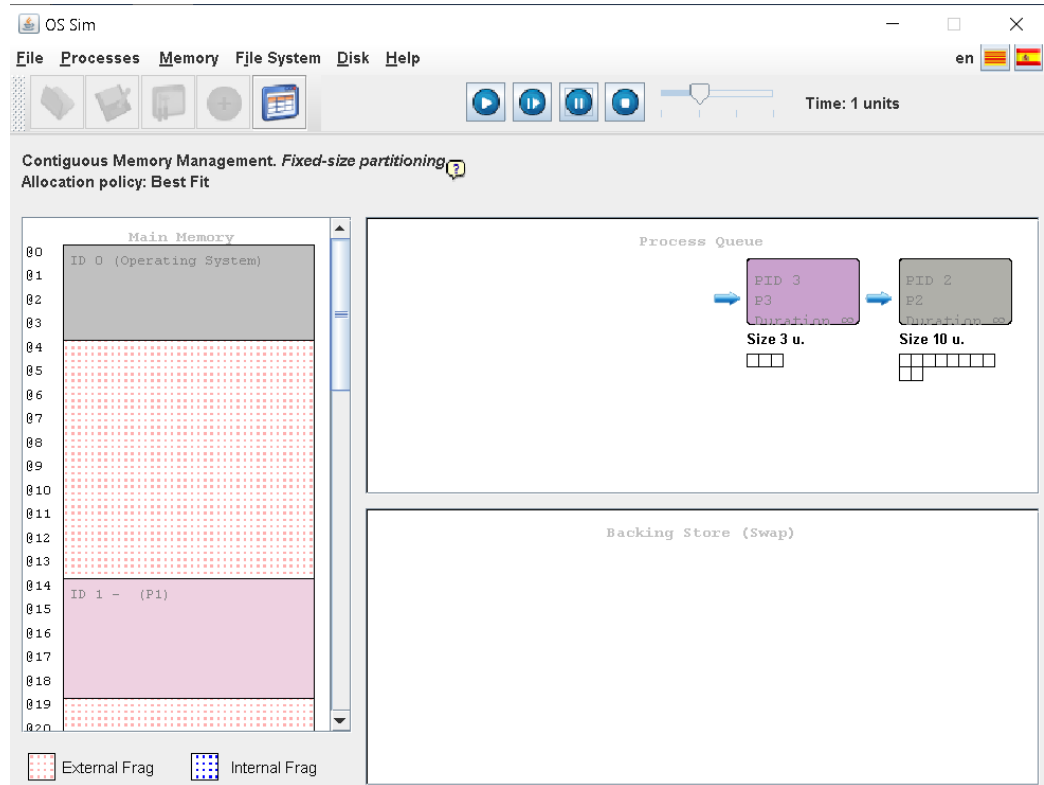 OS Sim
File Processes Memory File System Disk Help
en
Time: 1 units
Contiguous Memory Management. Fixed-size partitioning
Allocation policy: Best Fit
Main Memory
@0
ID 0 (Operating System)
@1
@2
@3
@4
@5
@6
@7
@8
@9
@10
@11
@12
@13
@14
ID 1 - (P1)
@15
@16
@17
@18
@19
@20
External Frag
Internal Frag
Process Queue
PID 3
P3
Duration ∞
Size 3 u.
PID 2
P2
Duration ∞
Size 10 u.
Backing Store (Swap)